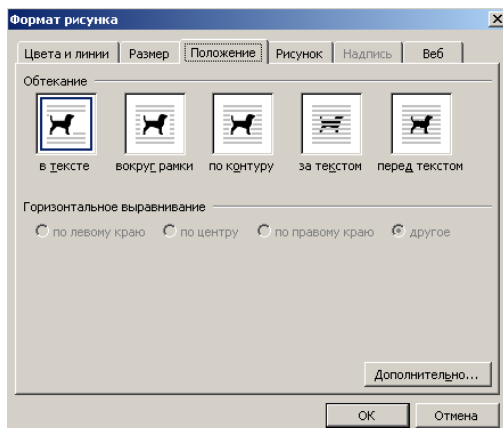 Формат рисунка
Цвета и линии Размер Положение Рисунок Надпись Веб
Обтекание
в тексте вокруг рамки по контуру за текстом перед текстом
Горизонтальное выравнивание
по левому краю по центру по правому краю другое
Дополнительно...
ОК Отмена